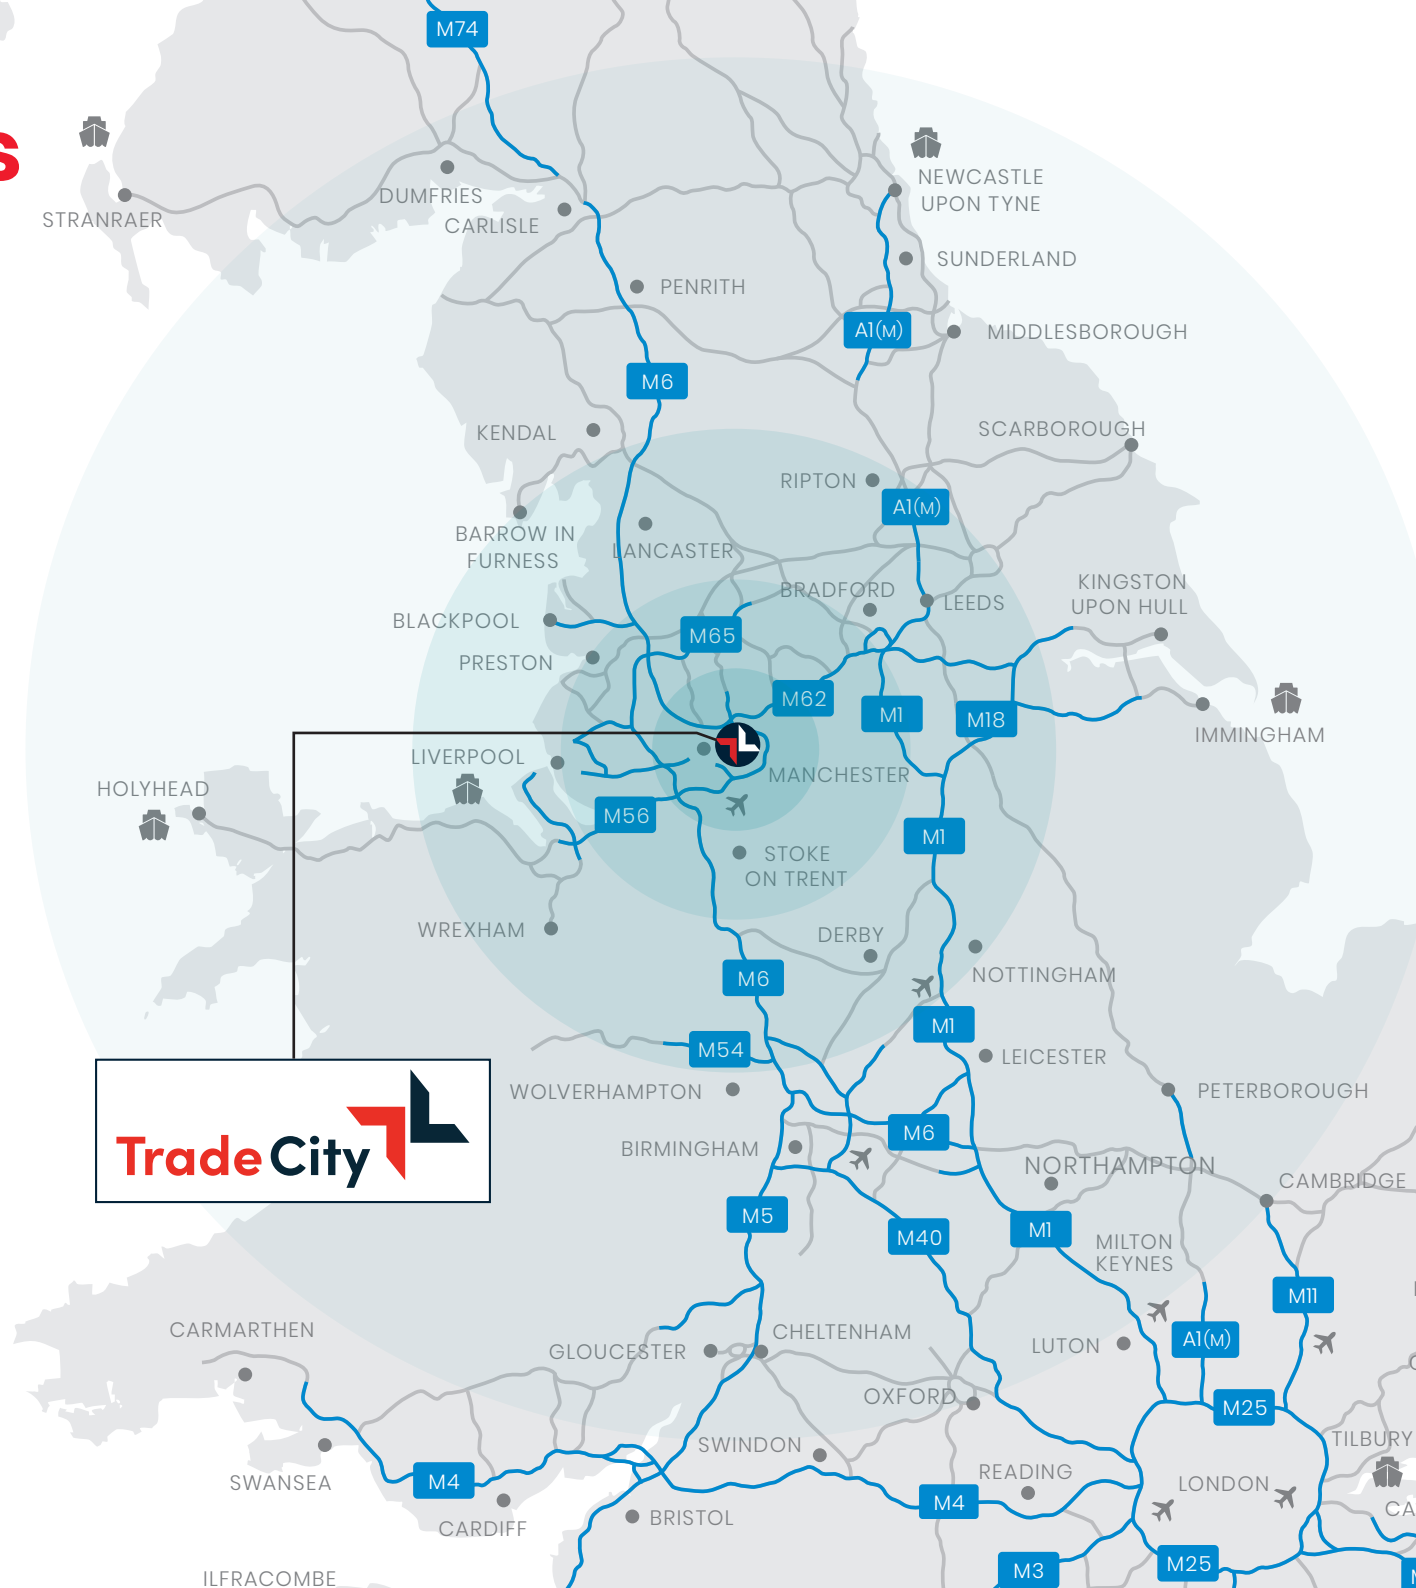 M74
s
NEWCASTLE
UPON TYNE
DUMFRIES
STRANRAER
CARLISLE
SUNDERLAND
PENRITH
A1(M)
MIDDLESBOROUGH
M6
KENDAL
SCARBOROUGH
RIPTON
A1(M)
BARROW IN
FURNESS
LANCASTER
BRADFORD
LEEDS
KINGSTON
UPON HULL
BLACKPOOL
M65
PRESTON
M62
M1
M18
IMMINGHAM
LIVERPOOL
MANCHESTER
HOLYHEAD
M56
M1
STOKE
ON TRENT
WREXHAM
DERBY
NOTTINGHAM
M6
M1
M54
LEICESTER
WOLVERHAMPTON
PETERBOROUGH
M6
BIRMINGHAM
Trade City
NORTHAMPTON
CAMBRIDGE
M5
M40
M1
MILTON
KEYNES
M11
CARMARTHEN
CHELTENHAM
GLOUCESTER
LUTON
A1(M)
OXFORD
M25
TILBURY
SWINDON
SWANSEA
M4
READING
LONDON
M4
CARDIFF
BRISTOL
CA
M3
M25
ILFRACOMBE